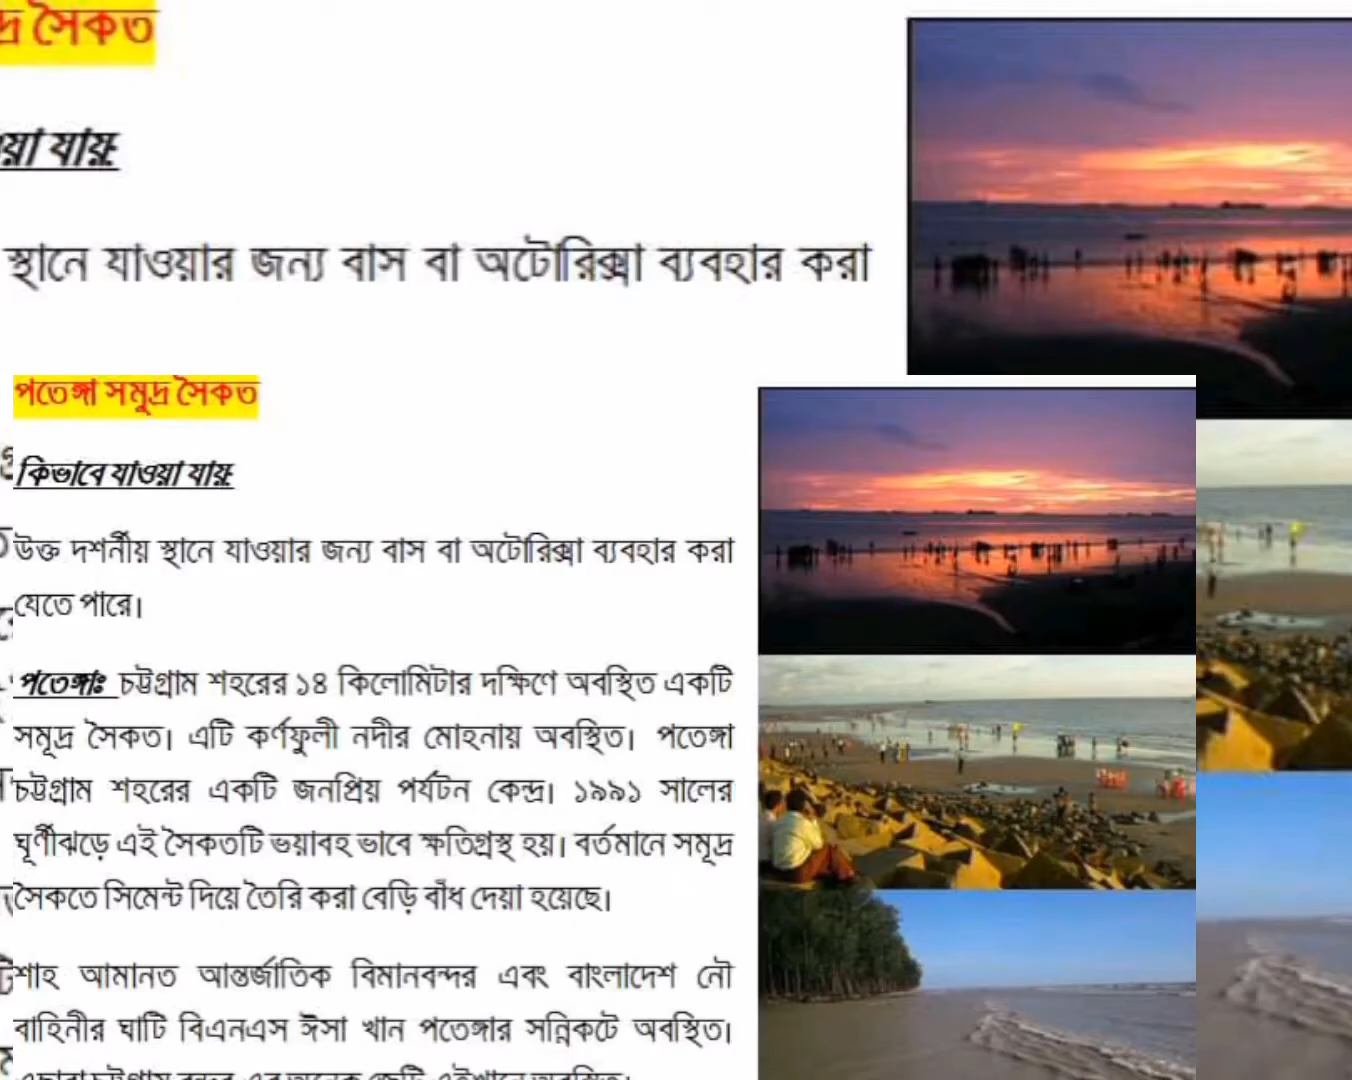 সৈকত
যায়ঃ
স্থানে যাওয়ার জন্য বাস বা অটোরিক্সা ব্যবহার করা
পতেঙ্গা সমুদ্র সৈকত
কিভাবে যাওয়া যায়ঃ
উক্ত দশর্নীয় স্থানে যাওয়ার জন্য বাস বা অটোরিক্সা ব্যবহার করা
যেতে পারে।
পতেঙ্গাঃ চট্টগ্রাম শহরের ১৪ কিলোমিটার দক্ষিণে অবস্থিত একটি
সমূদ্র সৈকত। এটি কর্ণফুলী নদীর মোহনায় অবস্থিত। পতেঙ্গা
চট্টগ্রাম শহরের একটি জনপ্রিয় পর্যটন কেন্দ্র। ১৯৯১ সালের
ঘূর্ণীঝড়ে এই সৈকতটি ভয়াবহ ভাবে ক্ষতিগ্রস্থ হয়। বর্তমানে সমূদ্র
সৈকতে সিমেন্ট দিয়ে তৈরি করা বেড়ি বাঁধ দেয়া হয়েছে।
শাহ আমানত আন্তর্জাতিক বিমানবন্দর এবং বাংলাদেশ নৌ
বাহিনীর ঘাটি বিএনএস ঈসা খান পতেঙ্গার সন্নিকটে অবস্থিত।